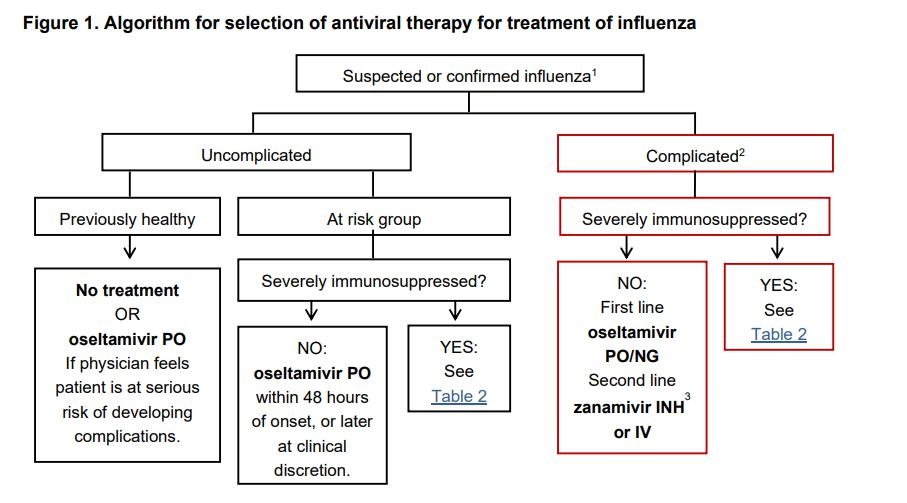 Figure 1. Algorithm for selection of antiviral therapy for treatment of influenza
Suspected or confirmed influenza¹
Uncomplicated
Complicated²
Previously healthy
At risk group
Severely immunosuppressed?
No treatment
OR
oseltamivir PO
If physician feels
patient is at serious
risk of developing
complications.
Severely immunosuppressed?
NO:
oseltamivir PO
within 48 hours
of onset, or later
at clinical
discretion.
YES:
See
Table 2
NO:
First line
oseltamivir
PO/NG
Second line
zanamivir INH³
or IV
YES:
See
Table 2